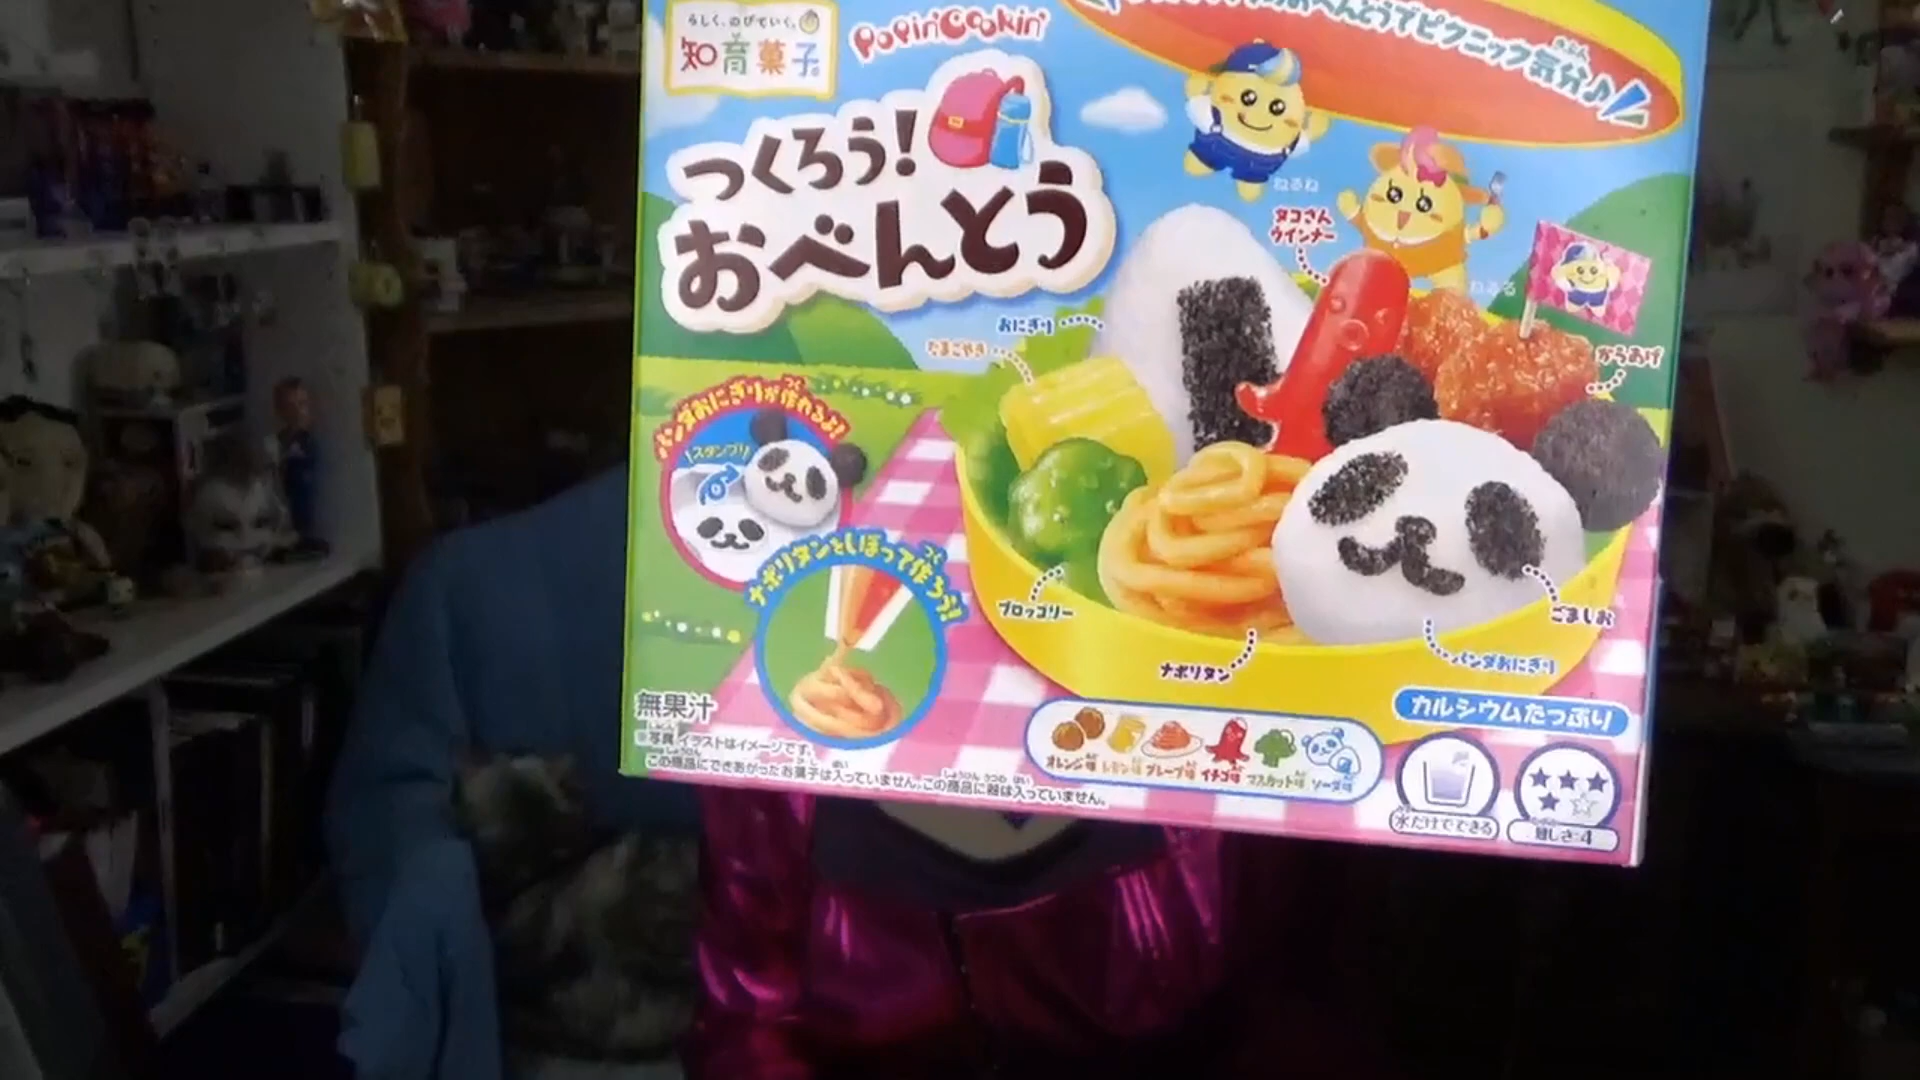 らしく、のびていく。
知育菓子®
Popin'Cookin'
おべんとうでピクニック気分♪
きぶん
つくろう!
おべんとう
ねるね
ねるる
タコさん
ウインナー
おにぎり
たまごやき
からあげ
パンダおにぎりが作れるよ!
つく
ナポリタンをしぼって作ろう!
つく
ブロッコリー
ナポリタン
ごましお
パンダおにぎり
カルシウムたっぷり
無果汁
※写真、イラストはイメージです。
この商品にできあがったお菓子は入っていません。この商品に器は入っていません。
オレンジ味 レモン味 グレープ味 イチゴ味 マスカット味 ソーダ味
水だけでできる
難しさ:4